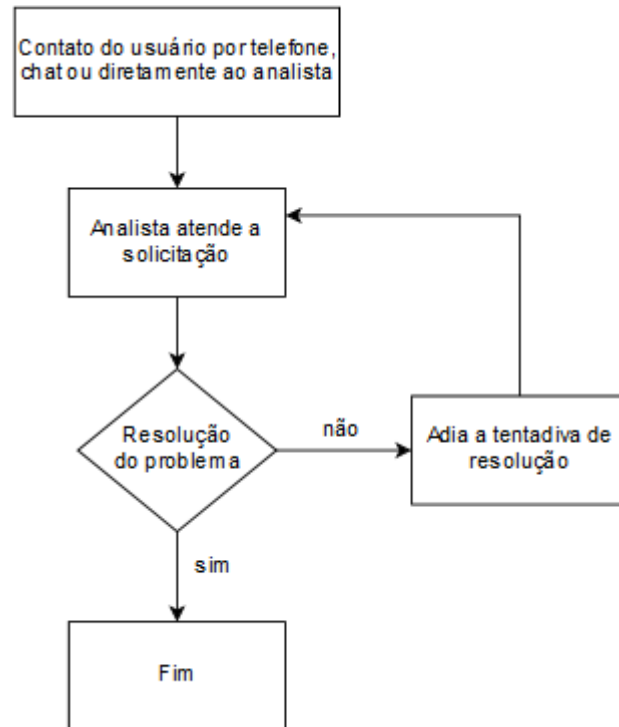 Contato do usuário por telefone,
chat ou diretamente ao analista
Analista atende a
solicitação
Resolução
do problema
não
Adia a tentadiva de
resolução
sim
Fim